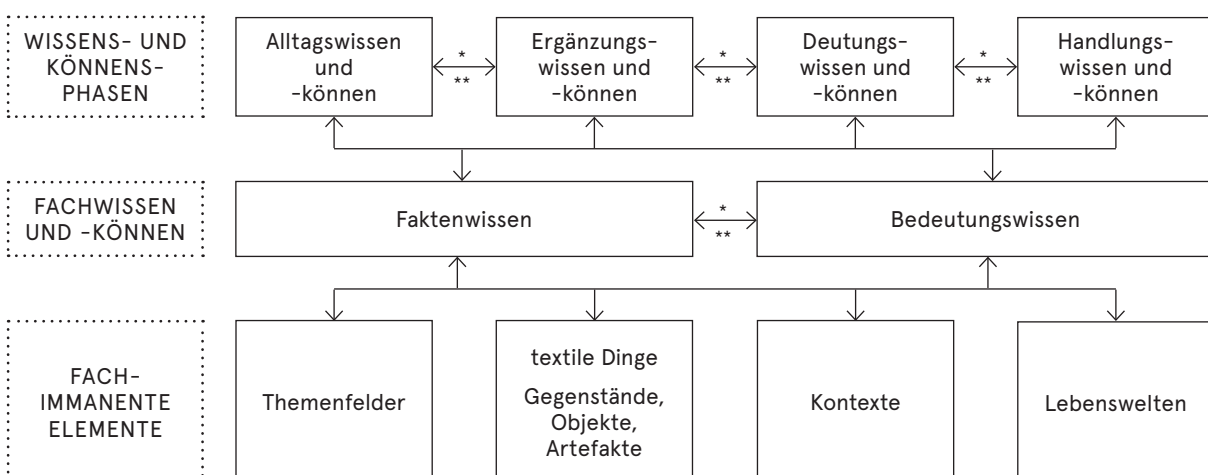 WISSENS- UND
KÖNNENS-
PHASEN
Alltagswissen
und
-können
*
**
Ergänzungs-
wissen und
-können
*
**
Deutungs-
wissen und
-können
*
**
Handlungs-
wissen und
-können
FACHWISSEN
UND -KÖNNEN
Faktenwissen
*
**
Bedeutungswissen
FACH-
IMMANENTE
ELEMENTE
Themenfelder
textile Dinge
Gegenstände,
Objekte,
Artefakte
Kontexte
Lebenswelten